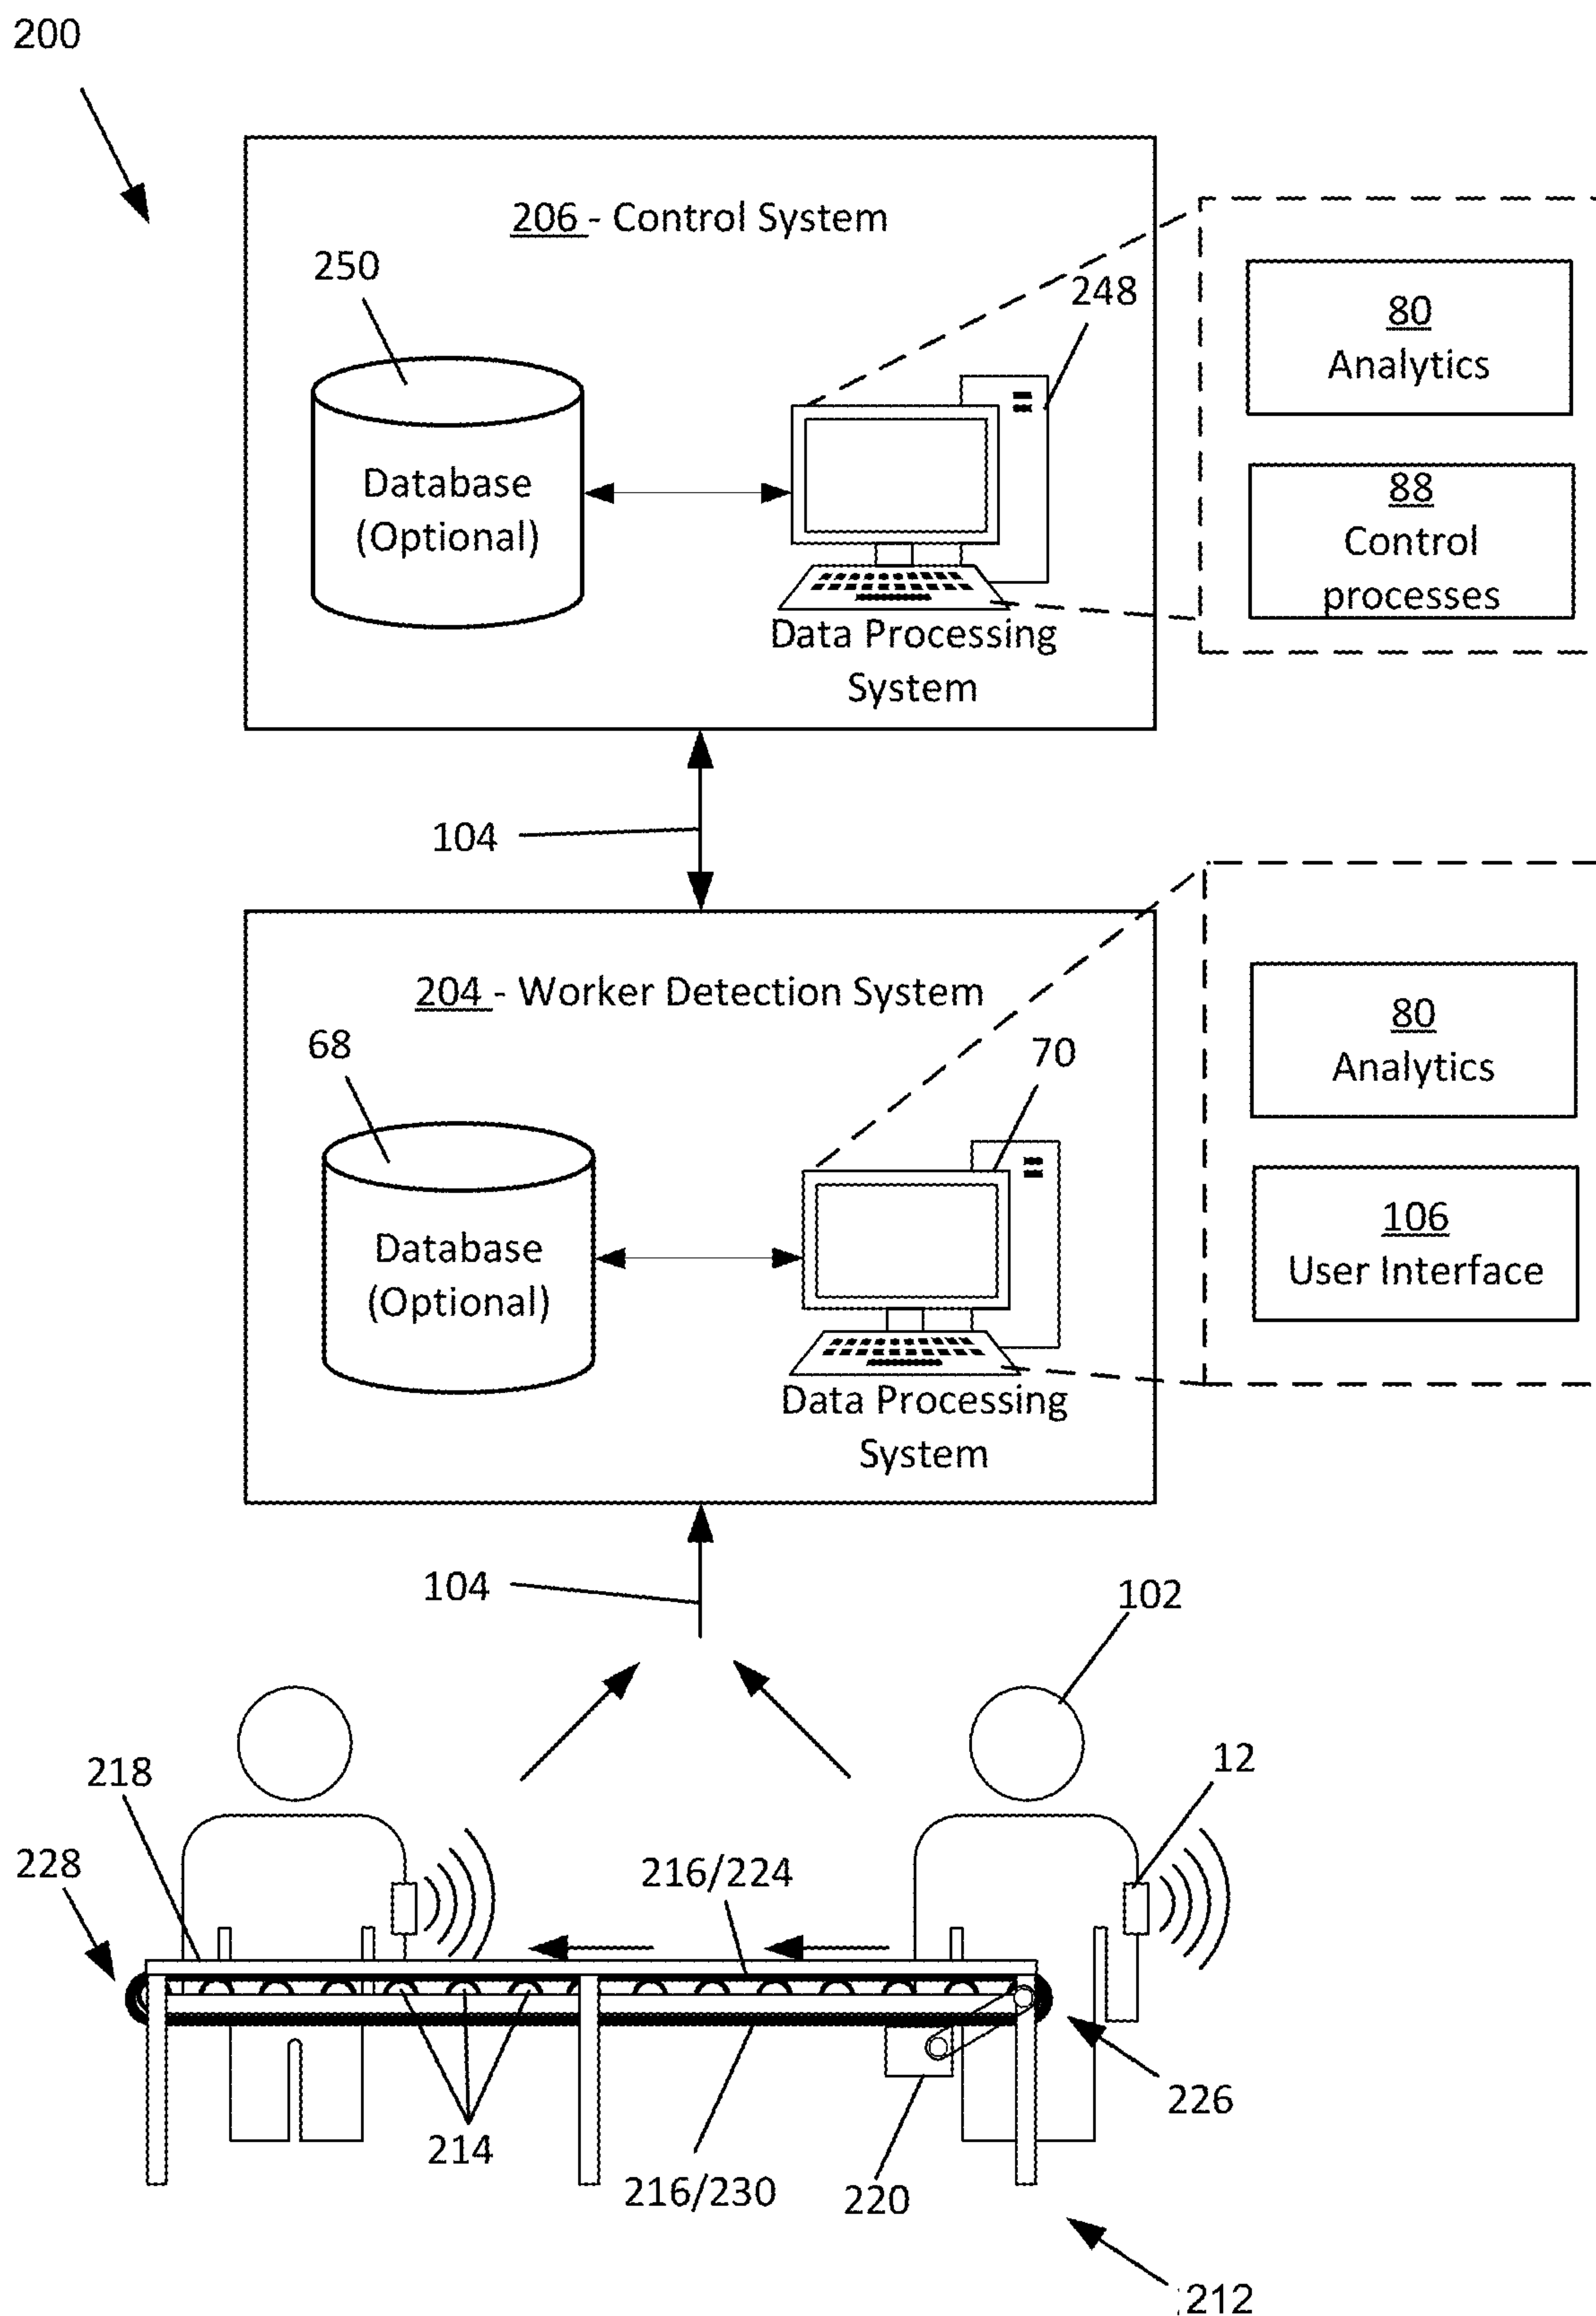 200
206 - Control System
250
248
80
Analytics
Database
(Optional)
88
Control
processes
Data Processing
System
104
204 - Worker Detection System
68
70
80
Analytics
Database
(Optional)
106
User Interface
Data Processing
System
104
102
218
12
228
216/224
226
214
216/230
220
212